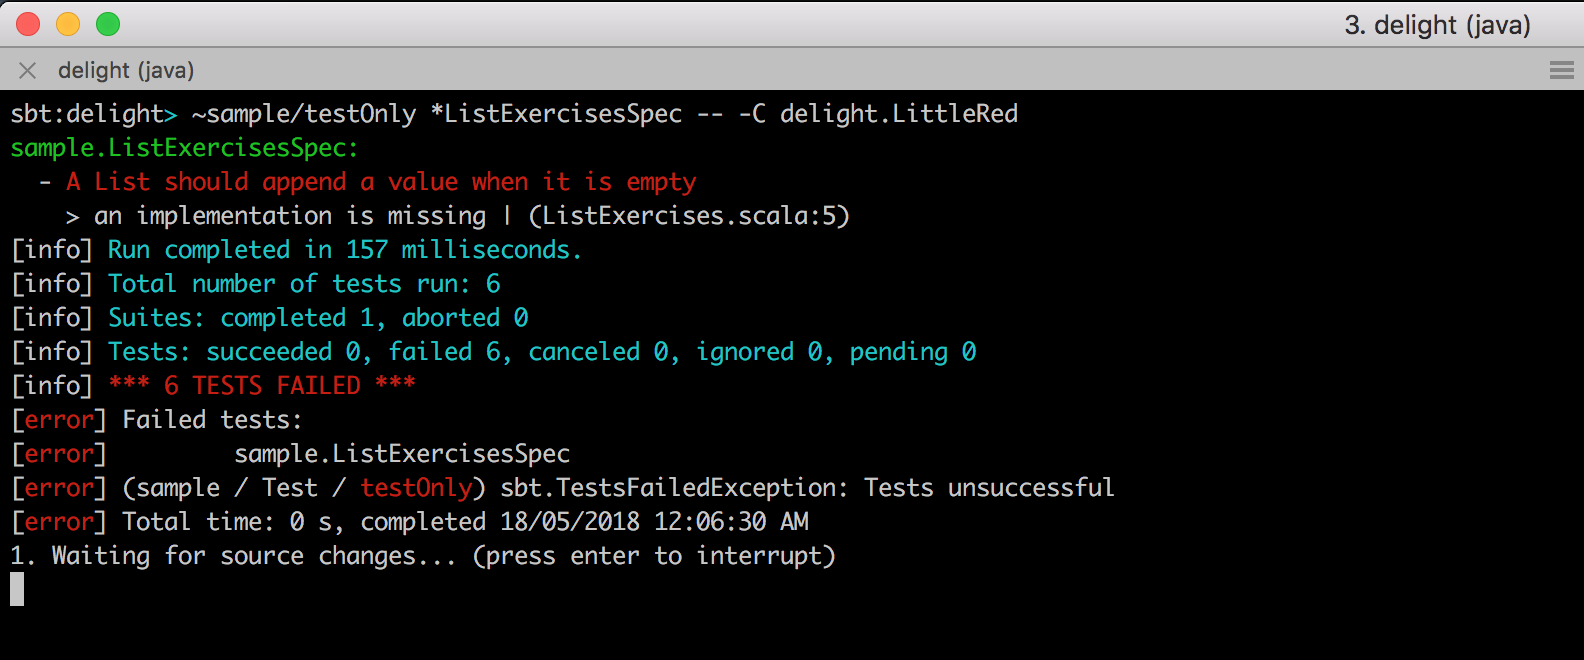 3. delight (java)
delight (java)
sbt:delight> ~sample/testOnly *ListExercisesSpec -- -C delight.LittleRed
sample.ListExercisesSpec:
  - A List should append a value when it is empty
    > an implementation is missing | (ListExercises.scala:5)
[info] Run completed in 157 milliseconds.
[info] Total number of tests run: 6
[info] Suites: completed 1, aborted 0
[info] Tests: succeeded 0, failed 6, canceled 0, ignored 0, pending 0
[info] *** 6 TESTS FAILED ***
[error] Failed tests:
[error]         sample.ListExercisesSpec
[error] (sample / Test / testOnly) sbt.TestsFailedException: Tests unsuccessful
[error] Total time: 0 s, completed 18/05/2018 12:06:30 AM
1. Waiting for source changes... (press enter to interrupt)